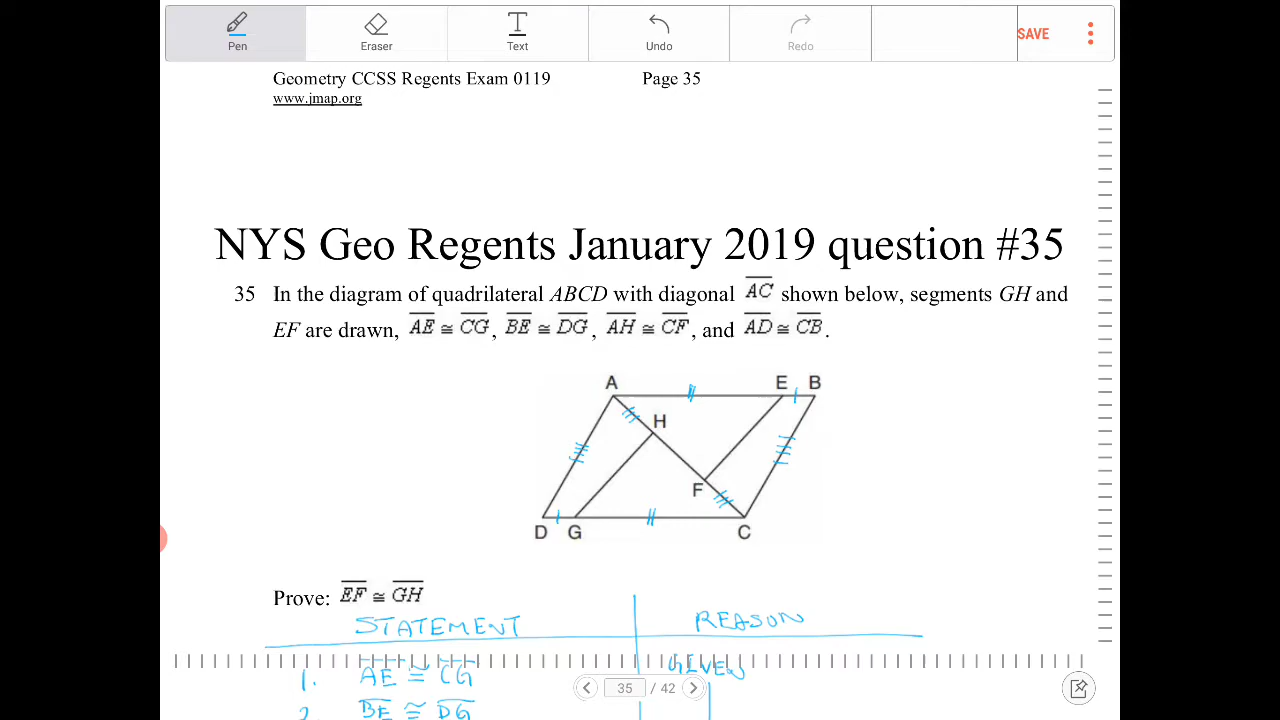 Pen Eraser Text Undo Redo SAVE
Geometry CCSS Regents Exam 0119 Page 35
www.jmap.org
NYS Geo Regents January 2019 question #35
35 In the diagram of quadrilateral ABCD with diagonal AC shown below, segments GH and
EF are drawn, AE ≅ CG, BE ≅ DG, AH ≅ CF, and AD ≅ CB.
A E B
H
F
D G C
Prove: EF ≅ GH
STATEMENT REASON
1. AE ≅ CG GIVEN
2. BE ≅ DG
35 / 42